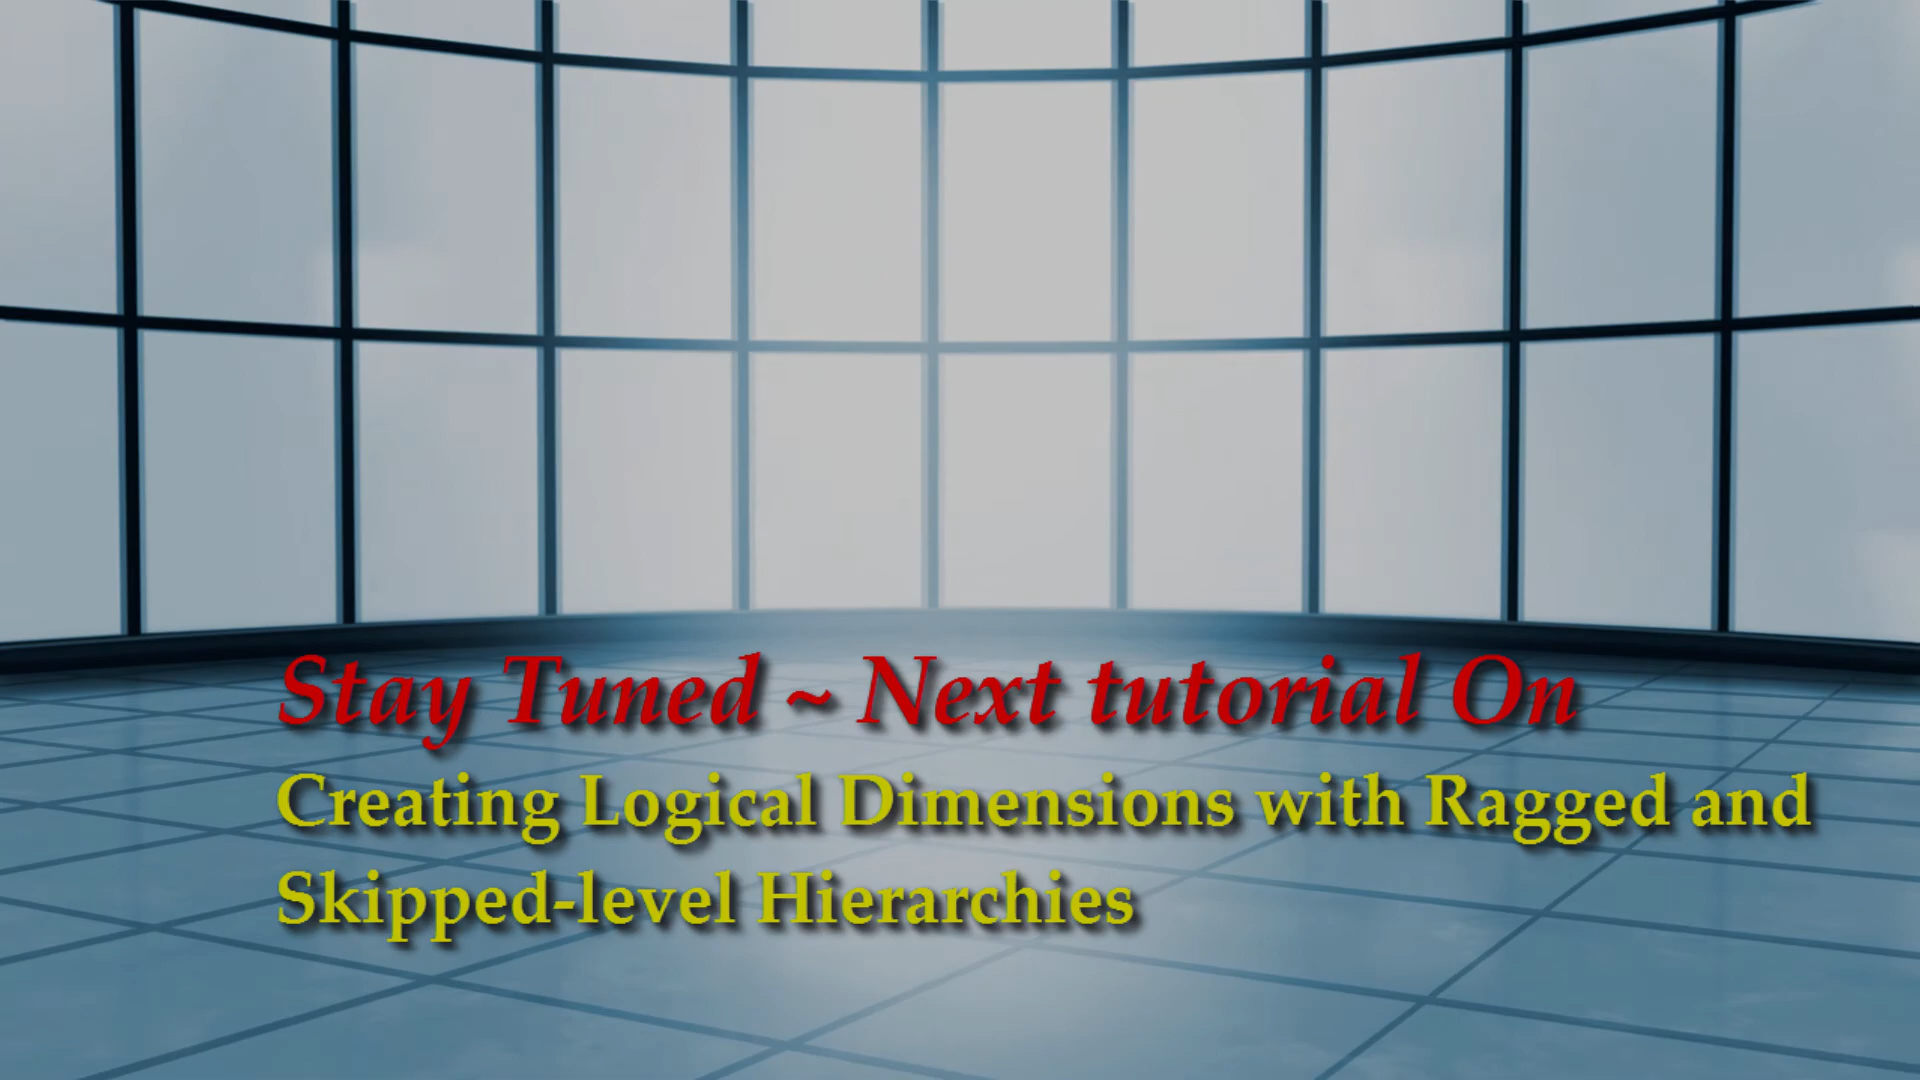 Stay Tuned ~ Next tutorial On
Creating Logical Dimensions with Ragged and
Skipped-level Hierarchies